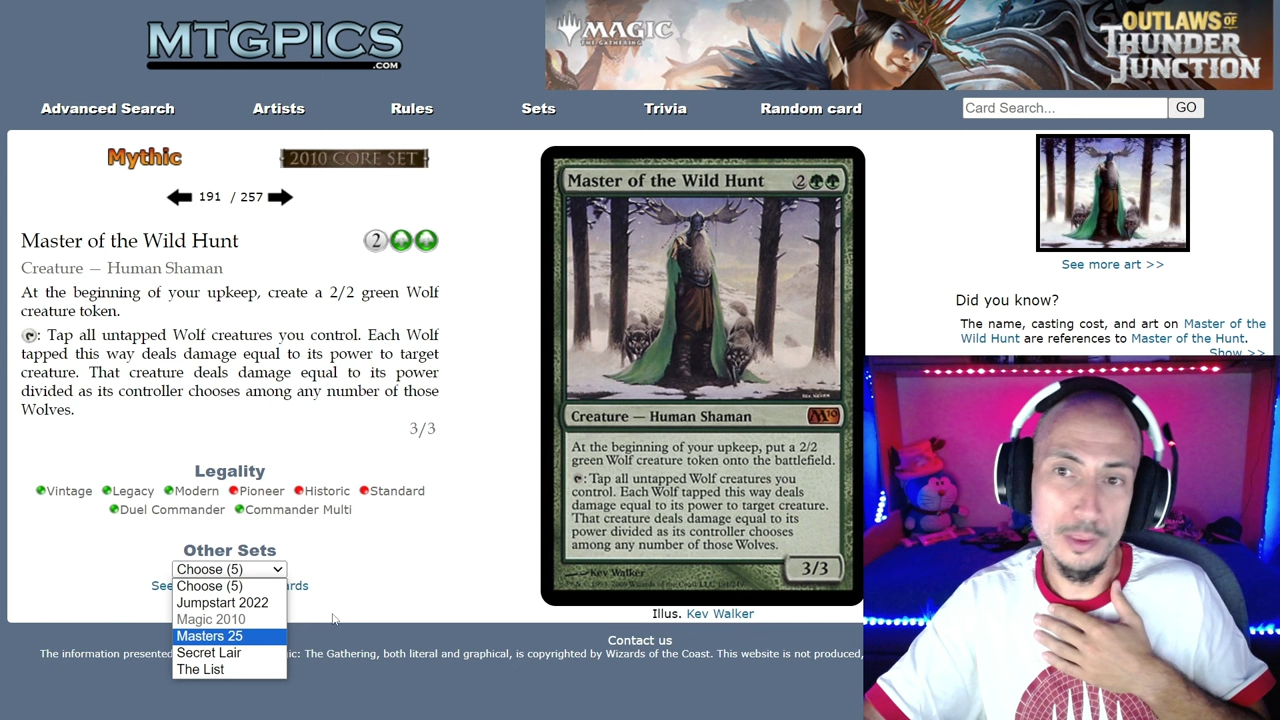 MTGPICS
.COM
MAGIC
THE GATHERING
OUTLAWS OF
THUNDER
JUNCTION
Advanced Search
Artists
Rules
Sets
Trivia
Random card
Card Search...
GO
Mythic
2010 CORE SET
191 / 257
Master of the Wild Hunt
2
Creature — Human Shaman
At the beginning of your upkeep, create a 2/2 green Wolf
creature token.
: Tap all untapped Wolf creatures you control. Each Wolf
tapped this way deals damage equal to its power to target
creature. That creature deals damage equal to its power
divided as its controller chooses among any number of those
Wolves.
3/3
Legality
Vintage Legacy Modern Pioneer Historic Standard
Duel Commander Commander Multi
Other Sets
Choose (5)
See
rds
Choose (5)
Jumpstart 2022
Magic 2010
Masters 25
Secret Lair
The List
Master of the Wild Hunt 2
KEV WALKER
Creature — Human Shaman
M10
At the beginning of your upkeep, put a 2/2
green Wolf creature token onto the battlefield.
:Tap all untapped Wolf creatures you
control. Each Wolf tapped this way deals
damage equal to its power to target creature.
That creature deals damage equal to its
power divided as its controller chooses
among any number of those Wolves.
Kev Walker
3/3
Illus. Kev Walker
See more art >>
Did you know?
The name, casting cost, and art on Master of the
Wild Hunt are references to Master of the Hunt.
Show >>
Contact us
The information presented
ic: The Gathering, both literal and graphical, is copyrighted by Wizards of the Coast. This website is not produced,